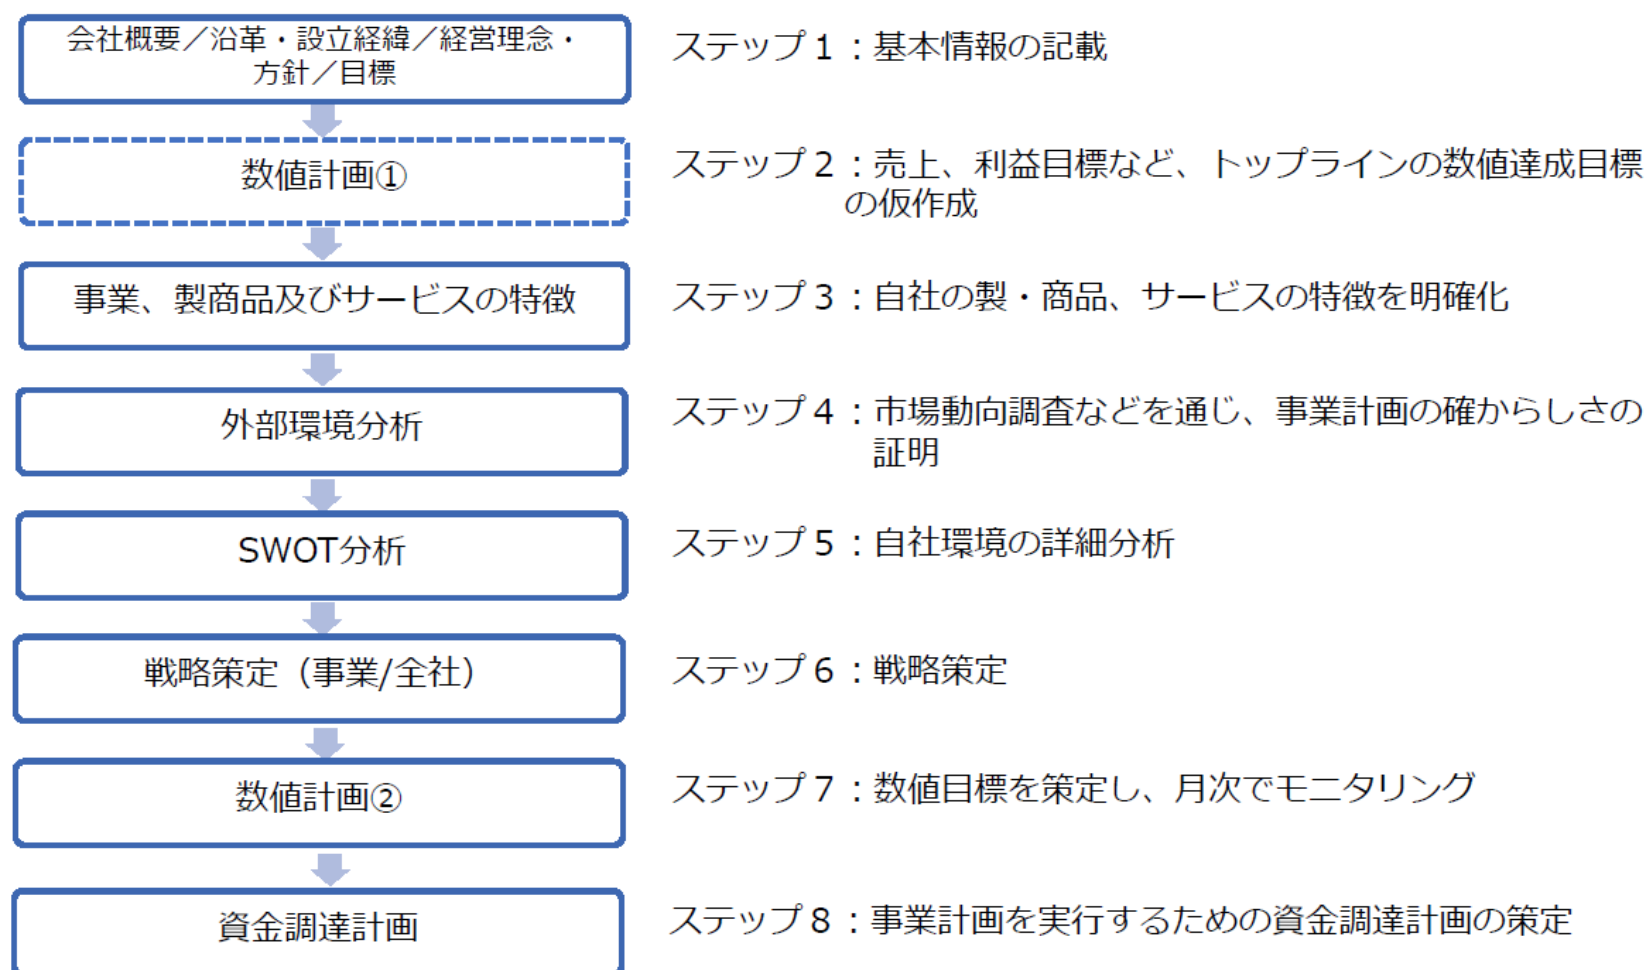 会社概要／沿革・設立経緯／経営理念・
方針／目標
ステップ１：基本情報の記載
数値計画①
ステップ２：売上、利益目標など、トップラインの数値達成目標
の仮作成
事業、製商品及びサービスの特徴
ステップ３：自社の製・商品、サービスの特徴を明確化
外部環境分析
ステップ４：市場動向調査などを通じ、事業計画の確からしさの
証明
SWOT分析
ステップ５：自社環境の詳細分析
戦略策定（事業/全社）
ステップ６：戦略策定
数値計画②
ステップ７：数値目標を策定し、月次でモニタリング
資金調達計画
ステップ８：事業計画を実行するための資金調達計画の策定